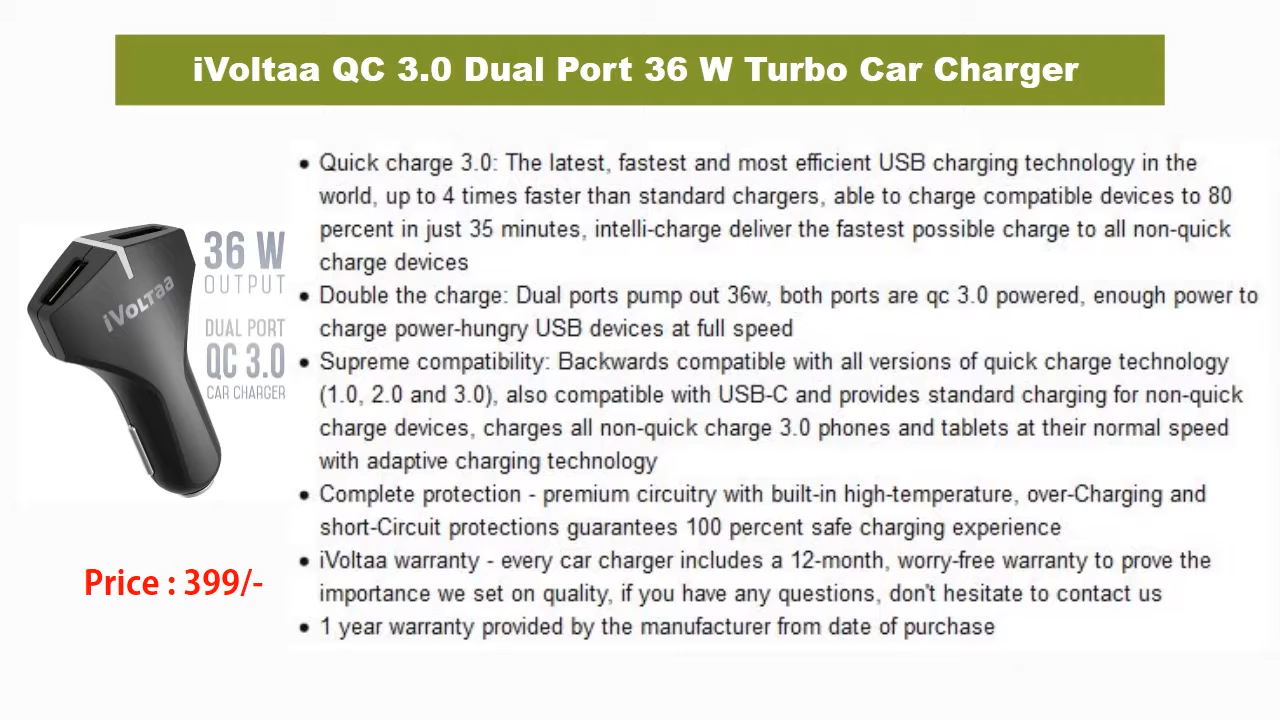 iVoltaa QC 3.0 Dual Port 36 W Turbo Car Charger
36 W
OUTPUT
DUAL PORT
QC 3.0
CAR CHARGER
iVOLTaa
Price : 399/-
• Quick charge 3.0: The latest, fastest and most efficient USB charging technology in the
world, up to 4 times faster than standard chargers, able to charge compatible devices to 80
percent in just 35 minutes, intelli-charge deliver the fastest possible charge to all non-quick
charge devices
• Double the charge: Dual ports pump out 36w, both ports are qc 3.0 powered, enough power to
charge power-hungry USB devices at full speed
• Supreme compatibility: Backwards compatible with all versions of quick charge technology
(1.0, 2.0 and 3.0), also compatible with USB-C and provides standard charging for non-quick
charge devices, charges all non-quick charge 3.0 phones and tablets at their normal speed
with adaptive charging technology
• Complete protection - premium circuitry with built-in high-temperature, over-Charging and
short-Circuit protections guarantees 100 percent safe charging experience
• iVoltaa warranty - every car charger includes a 12-month, worry-free warranty to prove the
importance we set on quality, if you have any questions, don't hesitate to contact us
• 1 year warranty provided by the manufacturer from date of purchase